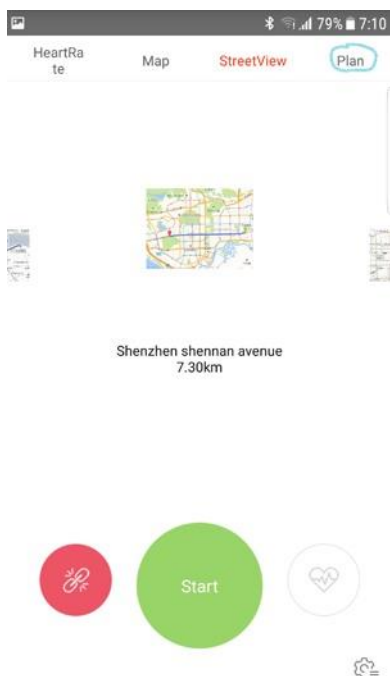 79% 7:10
HeartRa
te
Map
StreetView
Plan
Shenzhen shennan avenue
7.30km
Start